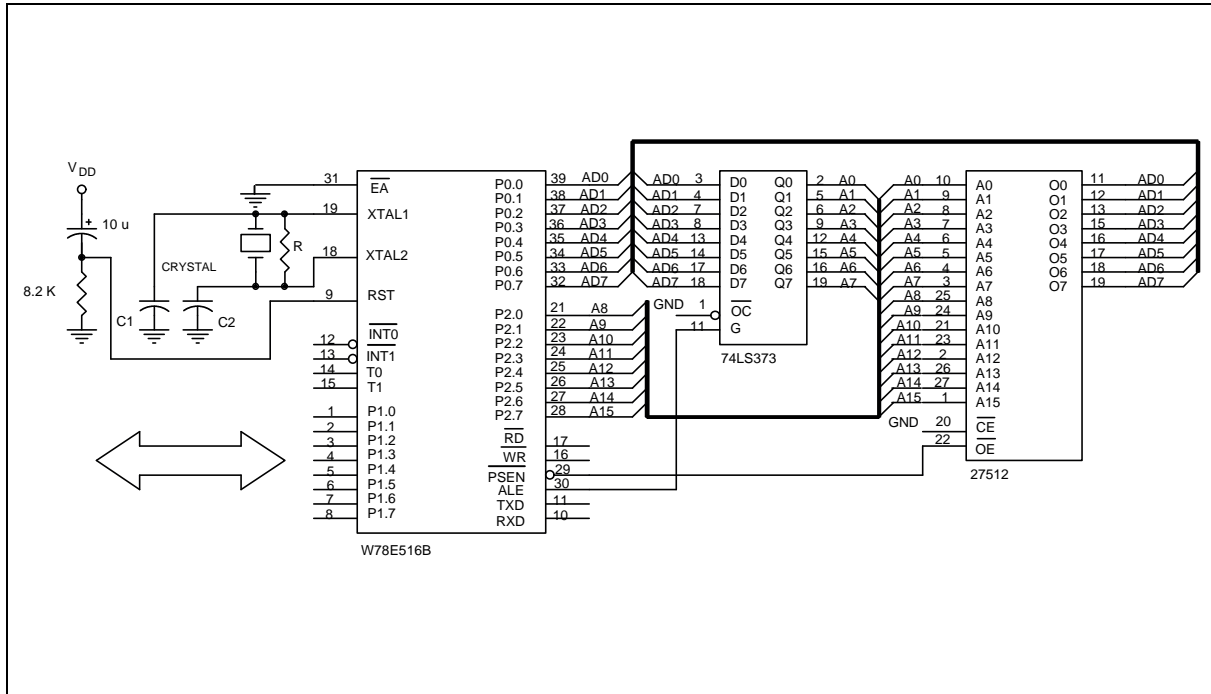 V DD
10 u
8.2 K
C1
CRYSTAL
C2
R
31 EA
19 XTAL1
18 XTAL2
9 RST
12 INT0
13 INT1
14 T0
15 T1
1 P1.0
2 P1.1
3 P1.2
4 P1.3
5 P1.4
6 P1.5
7 P1.6
8 P1.7
P0.0 39 AD0
P0.1 38 AD1
P0.2 37 AD2
P0.3 36 AD3
P0.4 35 AD4
P0.5 34 AD5
P0.6 33 AD6
P0.7 32 AD7
P2.0 21 A8
P2.1 22 A9
P2.2 23 A10
P2.3 24 A11
P2.4 25 A12
P2.5 26 A13
P2.6 27 A14
P2.7 28 A15
RD 17
WR 16
PSEN 29
ALE 30
TXD 11
RXD 10
W78E516B
AD0 3 D0 Q0 2 A0
AD1 4 D1 Q1 5 A1
AD2 7 D2 Q2 6 A2
AD3 8 D3 Q3 9 A3
AD4 13 D4 Q4 12 A4
AD5 14 D5 Q5 15 A5
AD6 17 D6 Q6 16 A6
AD7 18 D7 Q7 19 A7
GND 1 OC
11 G
74LS373
A0 10 A0 O0 11 AD0
A1 9 A1 O1 12 AD1
A2 8 A2 O2 13 AD2
A3 7 A3 O3 15 AD3
A4 6 A4 O4 16 AD4
A5 5 A5 O5 17 AD5
A6 4 A6 O6 18 AD6
A7 3 A7 O7 19 AD7
A8 25 A8
A9 24 A9
A10 21 A10
A11 23 A11
A12 2 A12
A13 26 A13
A14 27 A14
A15 1 A15
GND 20 CE
22 OE
27512